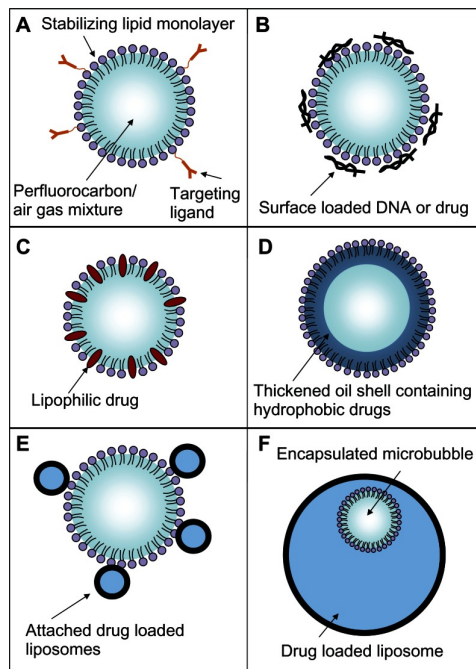 A
Stabilizing lipid monolayer
Perfluorocarbon/
air gas mixture
Targeting
ligand
B
Surface loaded DNA or drug
C
Lipophilic drug
D
Thickened oil shell containing
hydrophobic drugs
E
Attached drug loaded
liposomes
F
Encapsulated microbubble
Drug loaded liposome